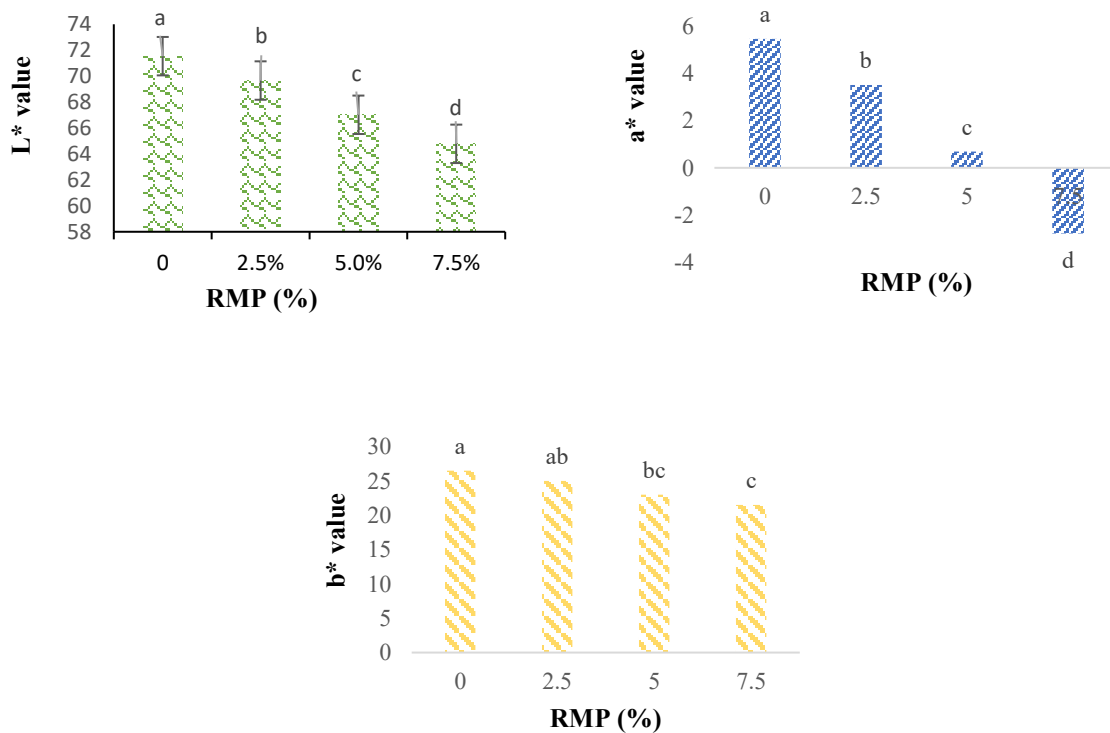 L* value
74
72
70
68
66
64
62
60
58
a
b
c
d
0 2.5% 5.0% 7.5%
RMP (%)
a* value
6
4
2
0
-2
-4
a
b
c
d
0 2.5 5 7.5
RMP (%)
b* value
30
25
20
15
10
5
0
a
ab
bc
c
0 2.5 5 7.5
RMP (%)